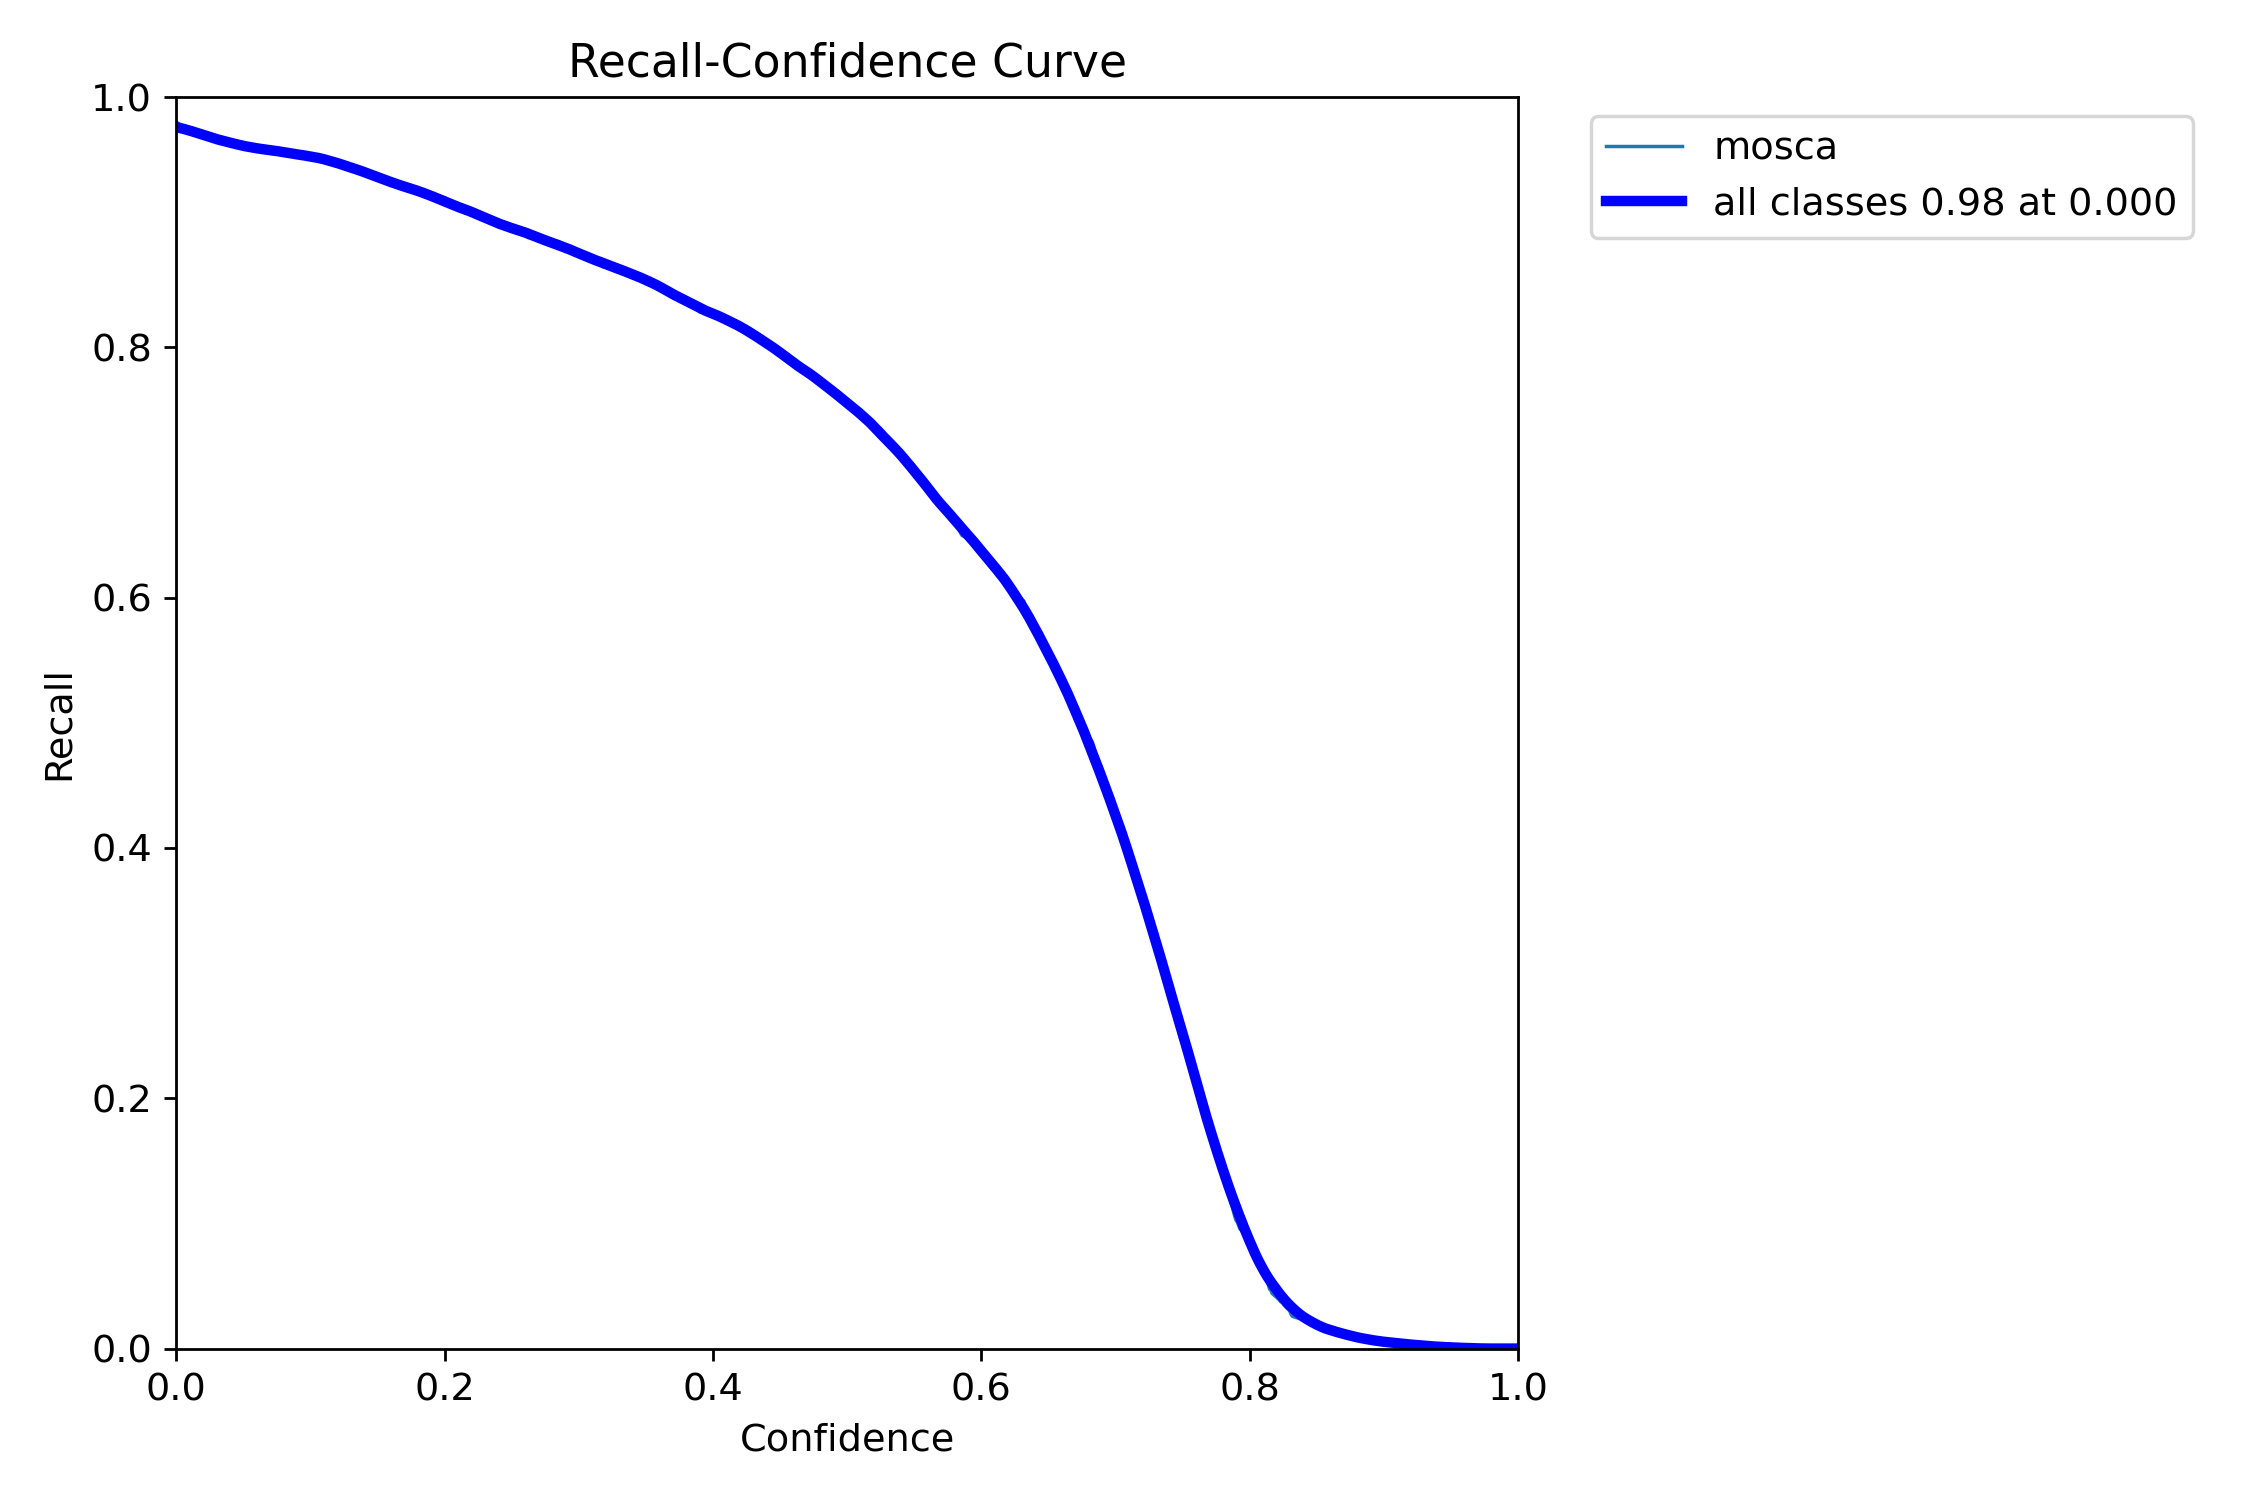 Recall-Confidence Curve
1.0
0.8
0.6
0.4
0.2
0.0
Recall
0.0 0.2 0.4 0.6 0.8 1.0
Confidence
mosca
all classes 0.98 at 0.000